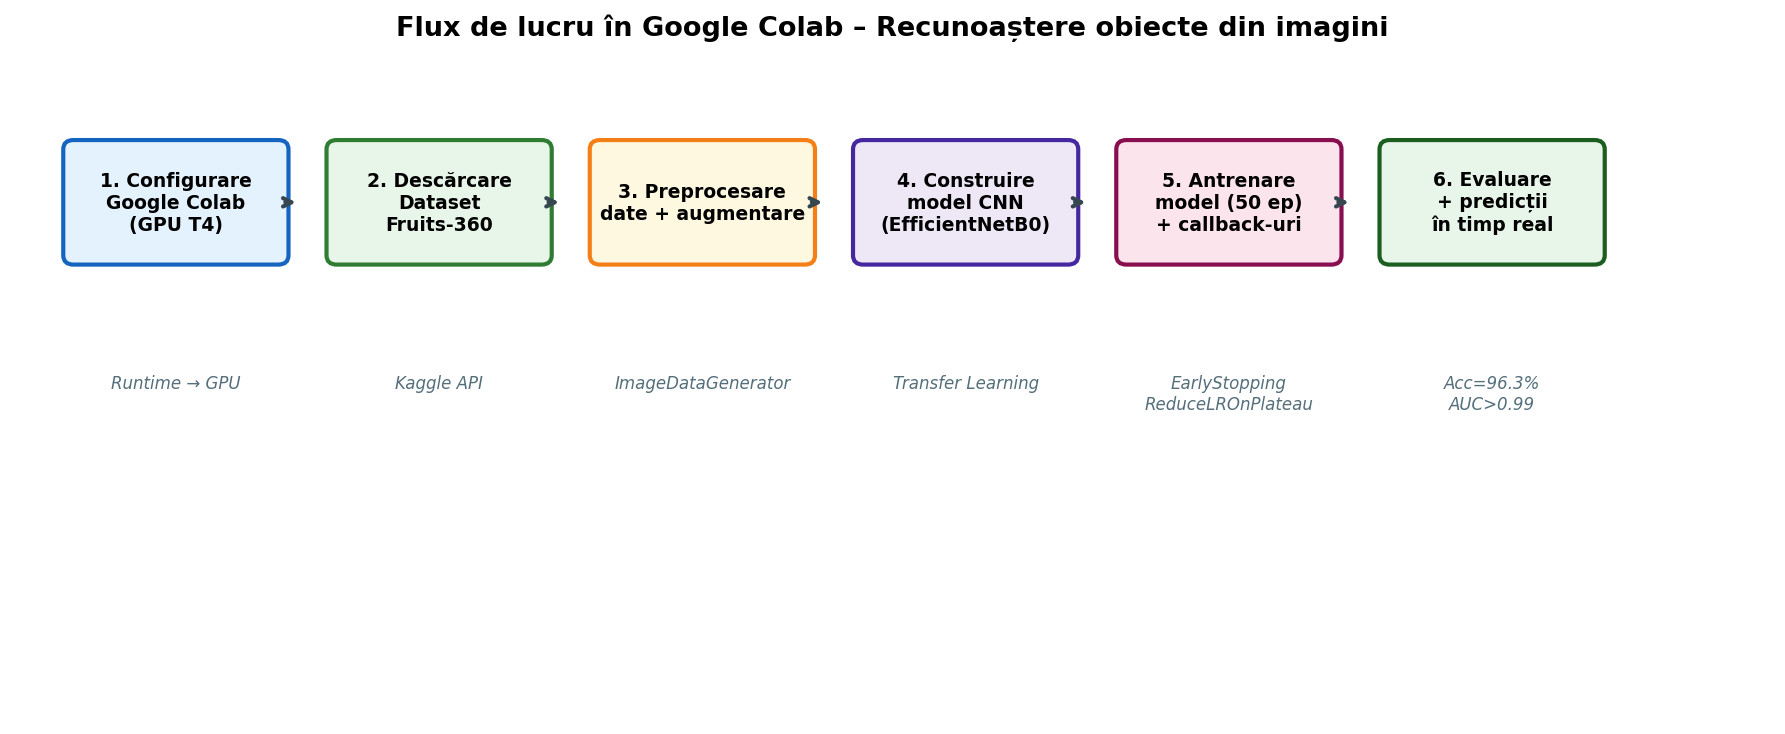 Flux de lucru în Google Colab – Recunoaștere obiecte din imagini
1. Configurare
Google Colab
(GPU T4)
2. Descărcare
Dataset
Fruits-360
3. Preprocesare
date + augmentare
4. Construire
model CNN
(EfficientNetB0)
5. Antrenare
model (50 ep)
+ callback-uri
6. Evaluare
+ predicții
în timp real
Runtime → GPU
Kaggle API
ImageDataGenerator
Transfer Learning
EarlyStopping
ReduceLROnPlateau
Acc=96.3%
AUC>0.99